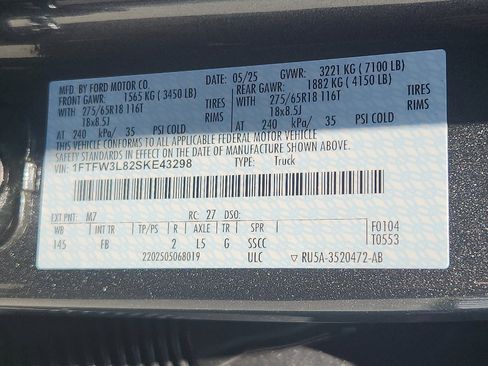 MFD. BY FORD MOTOR CO. DATE: 05/25 GVWR: 3221 KG (7100 LB)
FRONT GAWR: 1565 KG (3450 LB) REAR GAWR: 1882 KG (4150 LB)
275/65R18 116T TIRES 275/65R18 116T TIRES
18x8.5J RIMS 18x8.5J RIMS
AT 240 kPa/ 35 PSI COLD AT 240 kPa/ 35 PSI COLD
THIS VEHICLE CONFORMS TO ALL APPLICABLE FEDERAL MOTOR VEHICLE
SAFETY STANDARDS IN EFFECT ON THE DATE OF MANUFACTURE SHOWN ABOVE.
VIN: 1FTFW3L82SKE43298 TYPE: Truck
EXT PNT: M7 RC: 27 DSO:
WB INT TR TP/PS R AXLE TR SPR F0104
145 FB 2 L5 G SSCC T0553
2202505068019 ULC ▽ RU5A-3520472-AB